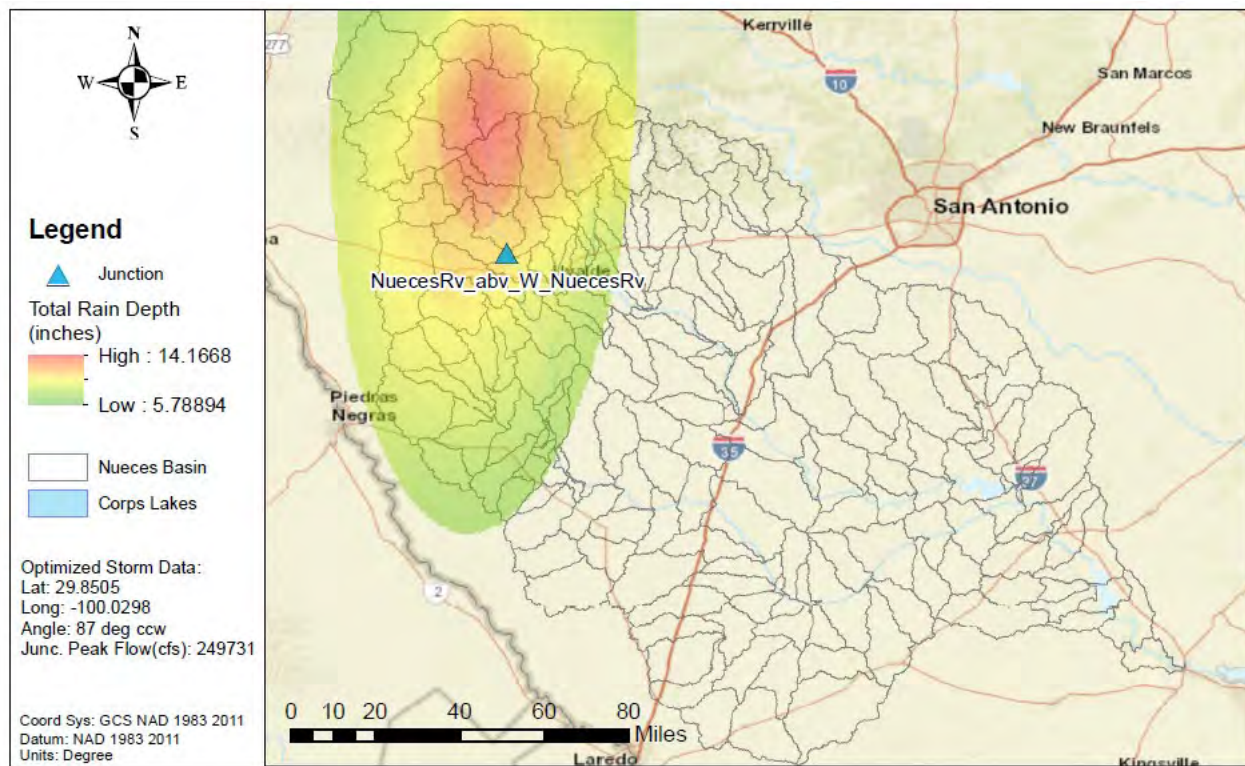 N
W E
S
Legend
Junction
Total Rain Depth
(inches)
High : 14.1668
Low : 5.78894
Nueces Basin
Corps Lakes
Optimized Storm Data:
Lat: 29.8505
Long: -100.0298
Angle: 87 deg ccw
Junc. Peak Flow(cfs): 249731
Coord Sys: GCS NAD 1983 2011
Datum: NAD 1983 2011
Units: Degree
277
Kerrville
10
San Marcos
New Braunfels
San Antonio
NuecesRv_abv_W_NuecesRv
Piedras
Negras
35
37
2
0 10 20 40 60 80
Miles
Laredo
Kingsville